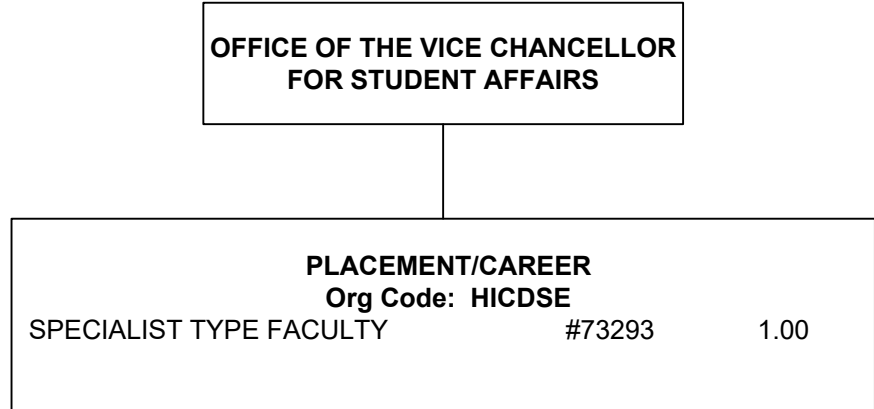 OFFICE OF THE VICE CHANCELLOR
FOR STUDENT AFFAIRS
PLACEMENT/CAREER
Org Code: HICDSE
SPECIALIST TYPE FACULTY #73293 1.00